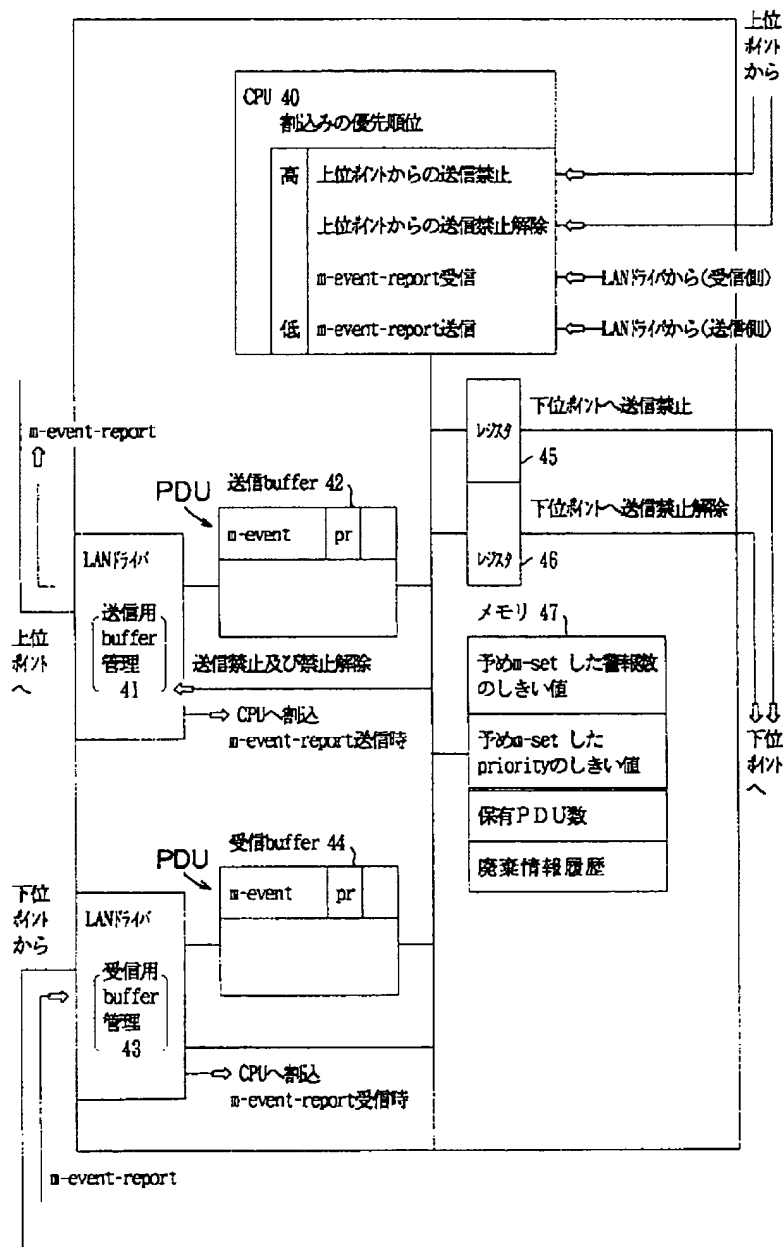 上位
ポイント
から
CPU 40
割込みの優先順位
高
上位ポイントからの送信禁止
上位ポイントからの送信禁止解除
m-event-report受信
LANドライバから(受信側)
低
m-event-report送信
LANドライバから(送信側)
m-event-report
下位ポイントへ送信禁止
レジスタ
45
PDU
送信buffer 42
m-event
pr
下位ポイントへ送信禁止解除
レジスタ
46
LANドライバ
送信用
buffer
管理
41
上位
ポイント
へ
送信禁止及び禁止解除
CPUへ割込
m-event-report送信時
メモリ 47
予めm-set した警報数
のしきい値
予めm-set した
priorityのしきい値
保有PDU数
廃棄情報履歴
下位
ポイント
へ
PDU
受信buffer 44
m-event
pr
下位
ポイント
から
LANドライバ
受信用
buffer
管理
43
CPUへ割込
m-event-report受信時
m-event-report